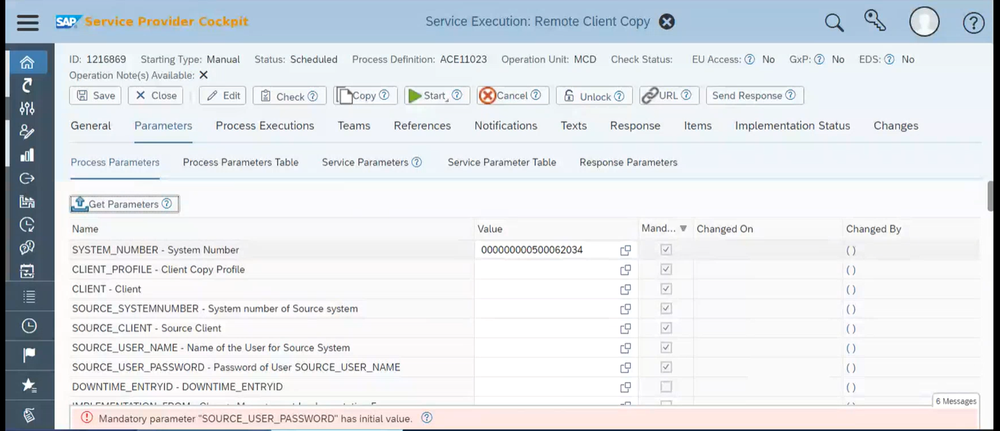 SAP Service Provider Cockpit
Service Execution: Remote Client Copy
ID: 1216869 Starting Type: Manual Status: Scheduled Process Definition: ACE11023 Operation Unit: MCD Check Status: EU Access: ? No GxP: ? No EDS: ? No
Operation Note(s) Available: X
Save Close Edit Check ? Copy ? Start ? Cancel ? Unlock ? URL ? Send Response ?
General Parameters Process Executions Teams References Notifications Texts Response Items Implementation Status Changes
Process Parameters Process Parameters Table Service Parameters ? Service Parameter Table Response Parameters
Get Parameters ?
Name Value Mand... Changed On Changed By
SYSTEM_NUMBER - System Number 000000000500062034 ( )
CLIENT_PROFILE - Client Copy Profile ( )
CLIENT - Client ( )
SOURCE_SYSTEMNUMBER - System number of Source system ( )
SOURCE_CLIENT - Source Client ( )
SOURCE_USER_NAME - Name of the User for Source System ( )
SOURCE_USER_PASSWORD - Password of User SOURCE_USER_NAME ( )
DOWNTIME_ENTRYID - DOWNTIME_ENTRYID ( )
6 Messages
Mandatory parameter "SOURCE_USER_PASSWORD" has initial value. ?